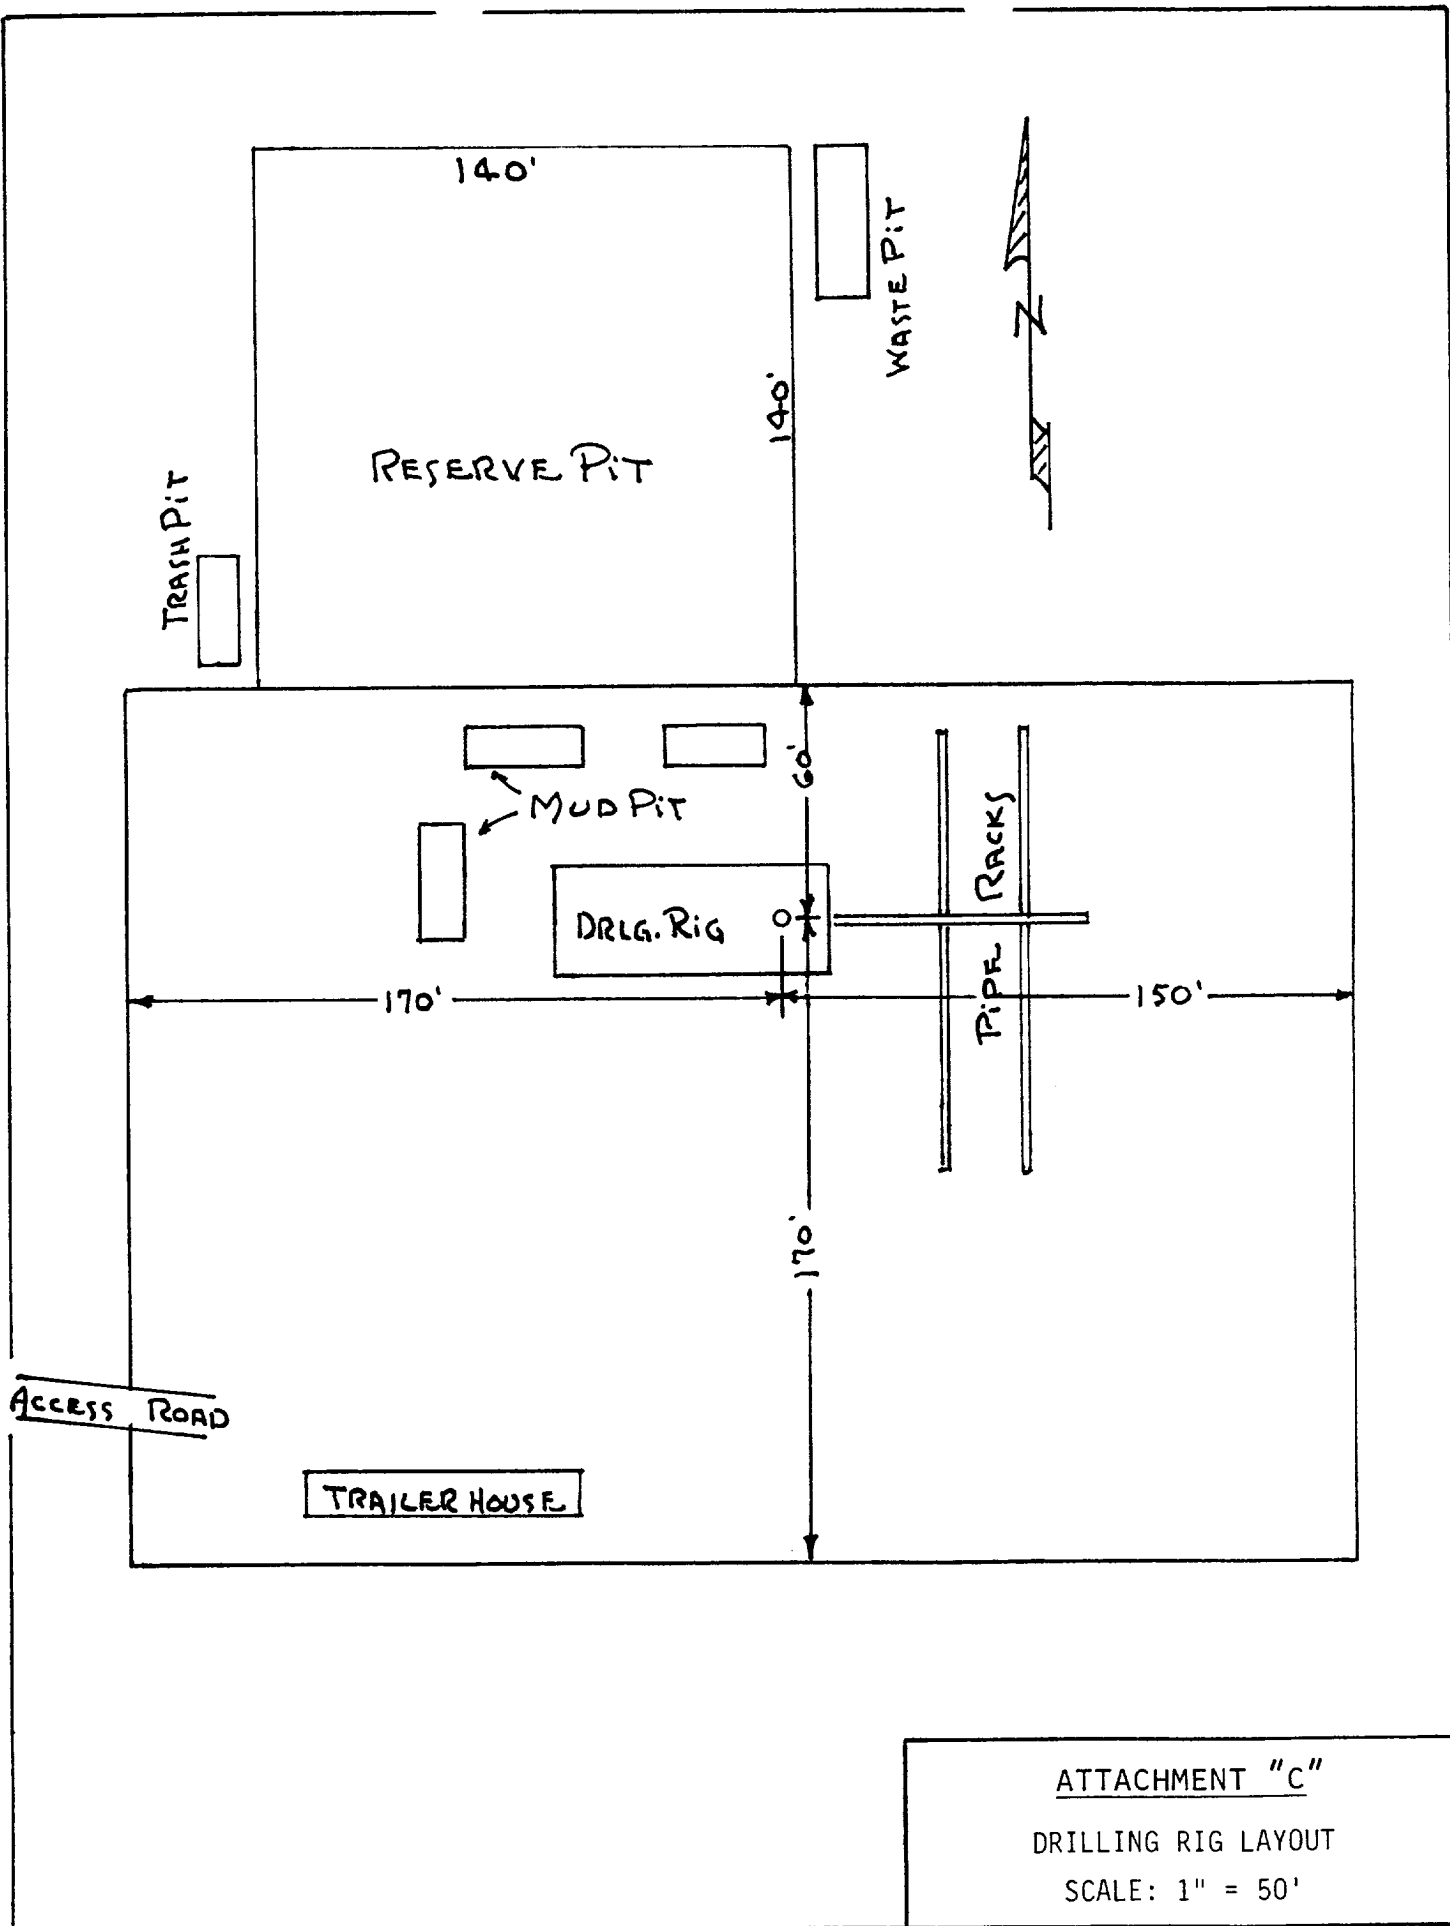 140'
WASTE PiT
N
140'
RESERVE PiT
TRASH PiT
60'
MUD PiT
PiPE RACKS
DRLG. RiG
170'
150'
170'
ACCESS ROAD
TRAILER HOUSE
ATTACHMENT "C"
DRILLING RIG LAYOUT
SCALE: 1" = 50'